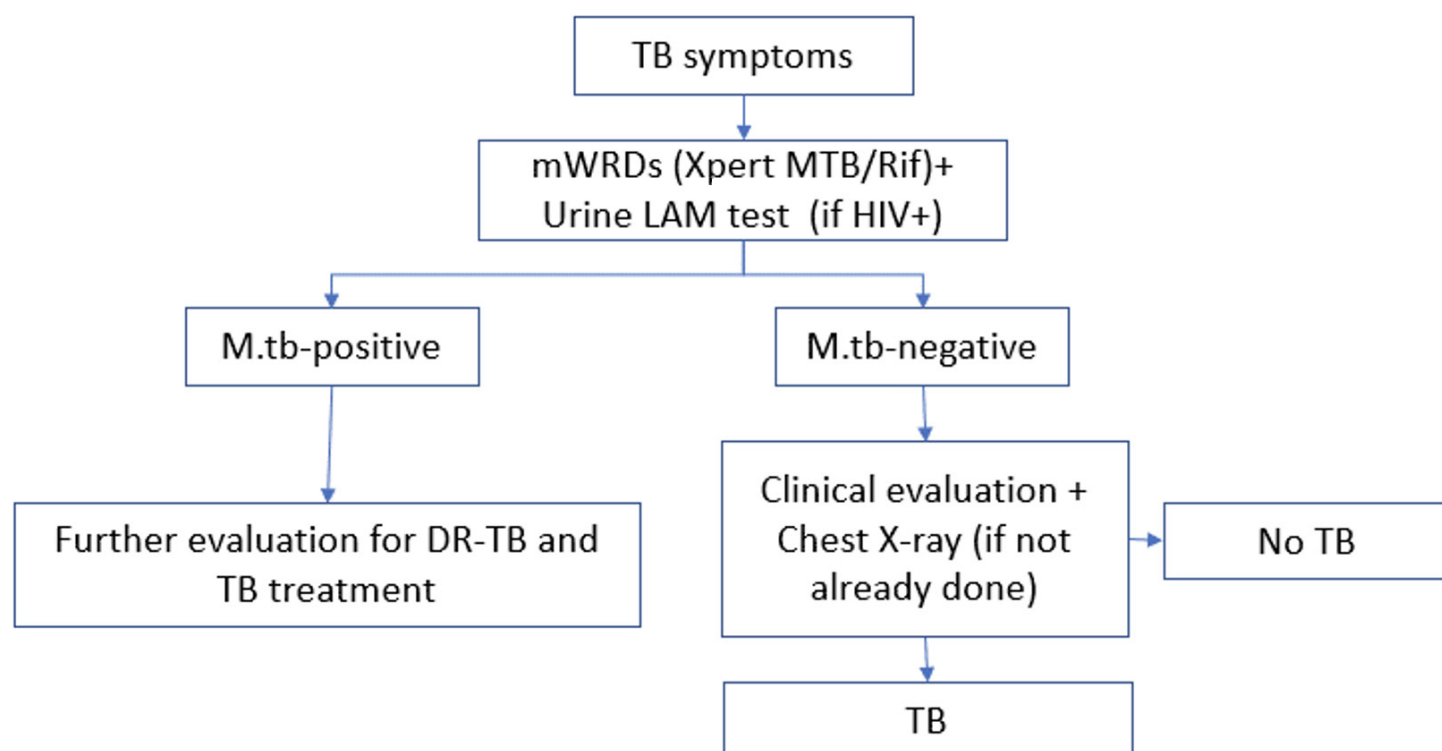 TB symptoms
mWRDs (Xpert MTB/Rif)+
Urine LAM test (if HIV+)
M.tb-positive
M.tb-negative
Further evaluation for DR-TB and
TB treatment
Clinical evaluation +
Chest X-ray (if not
already done)
No TB
TB